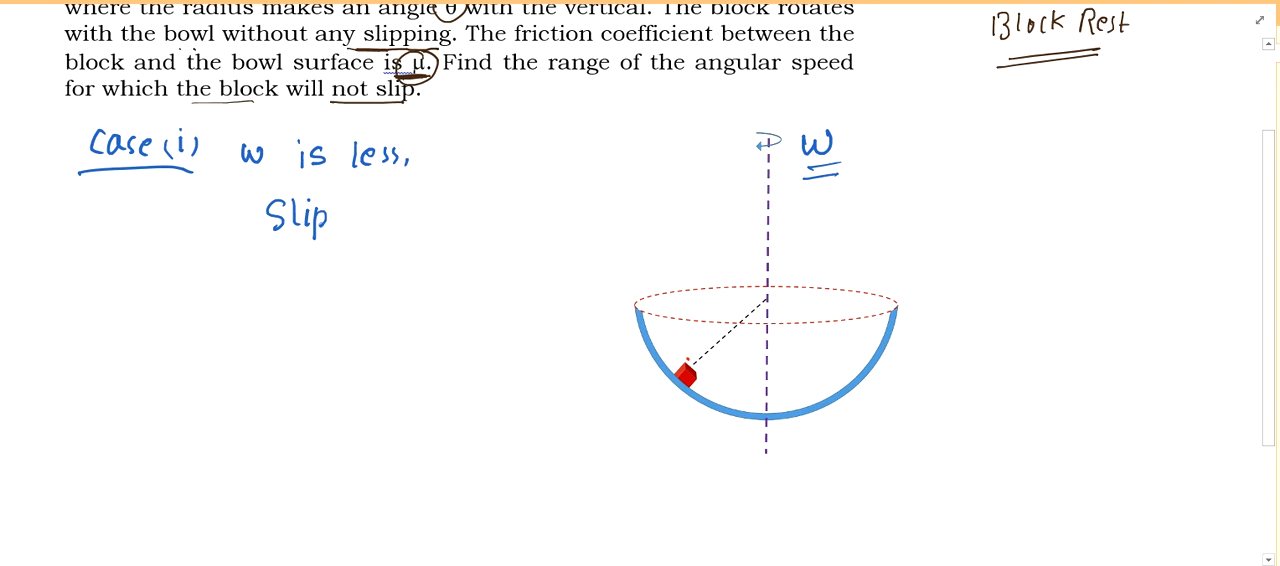 where the radius makes an angle θ with the vertical. The block rotates
with the bowl without any slipping. The friction coefficient between the
block and the bowl surface is μ. Find the range of the angular speed
for which the block will not slip.
Block Rest
Case (i) ω is less,
Slip
ω